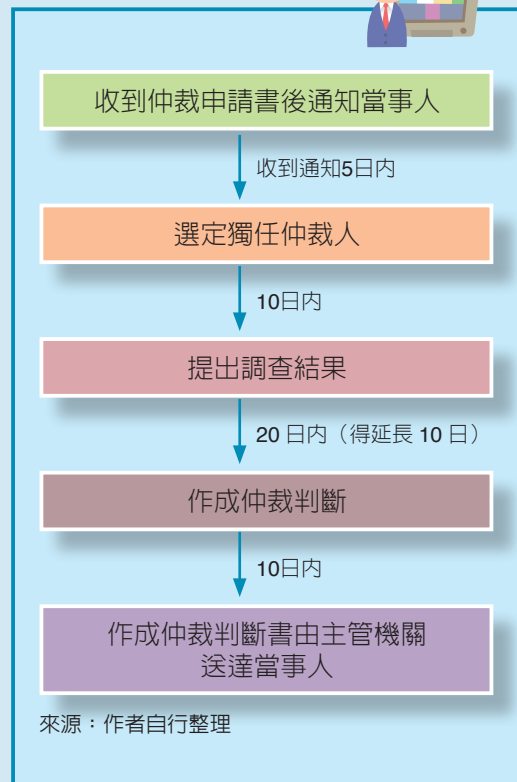 收到仲裁申請書後通知當事人
收到通知5日內
選定獨任仲裁人
10日內
提出調查結果
20 日內（得延長 10 日）
作成仲裁判斷
10日內
作成仲裁判斷書由主管機關
送達當事人
來源：作者自行整理